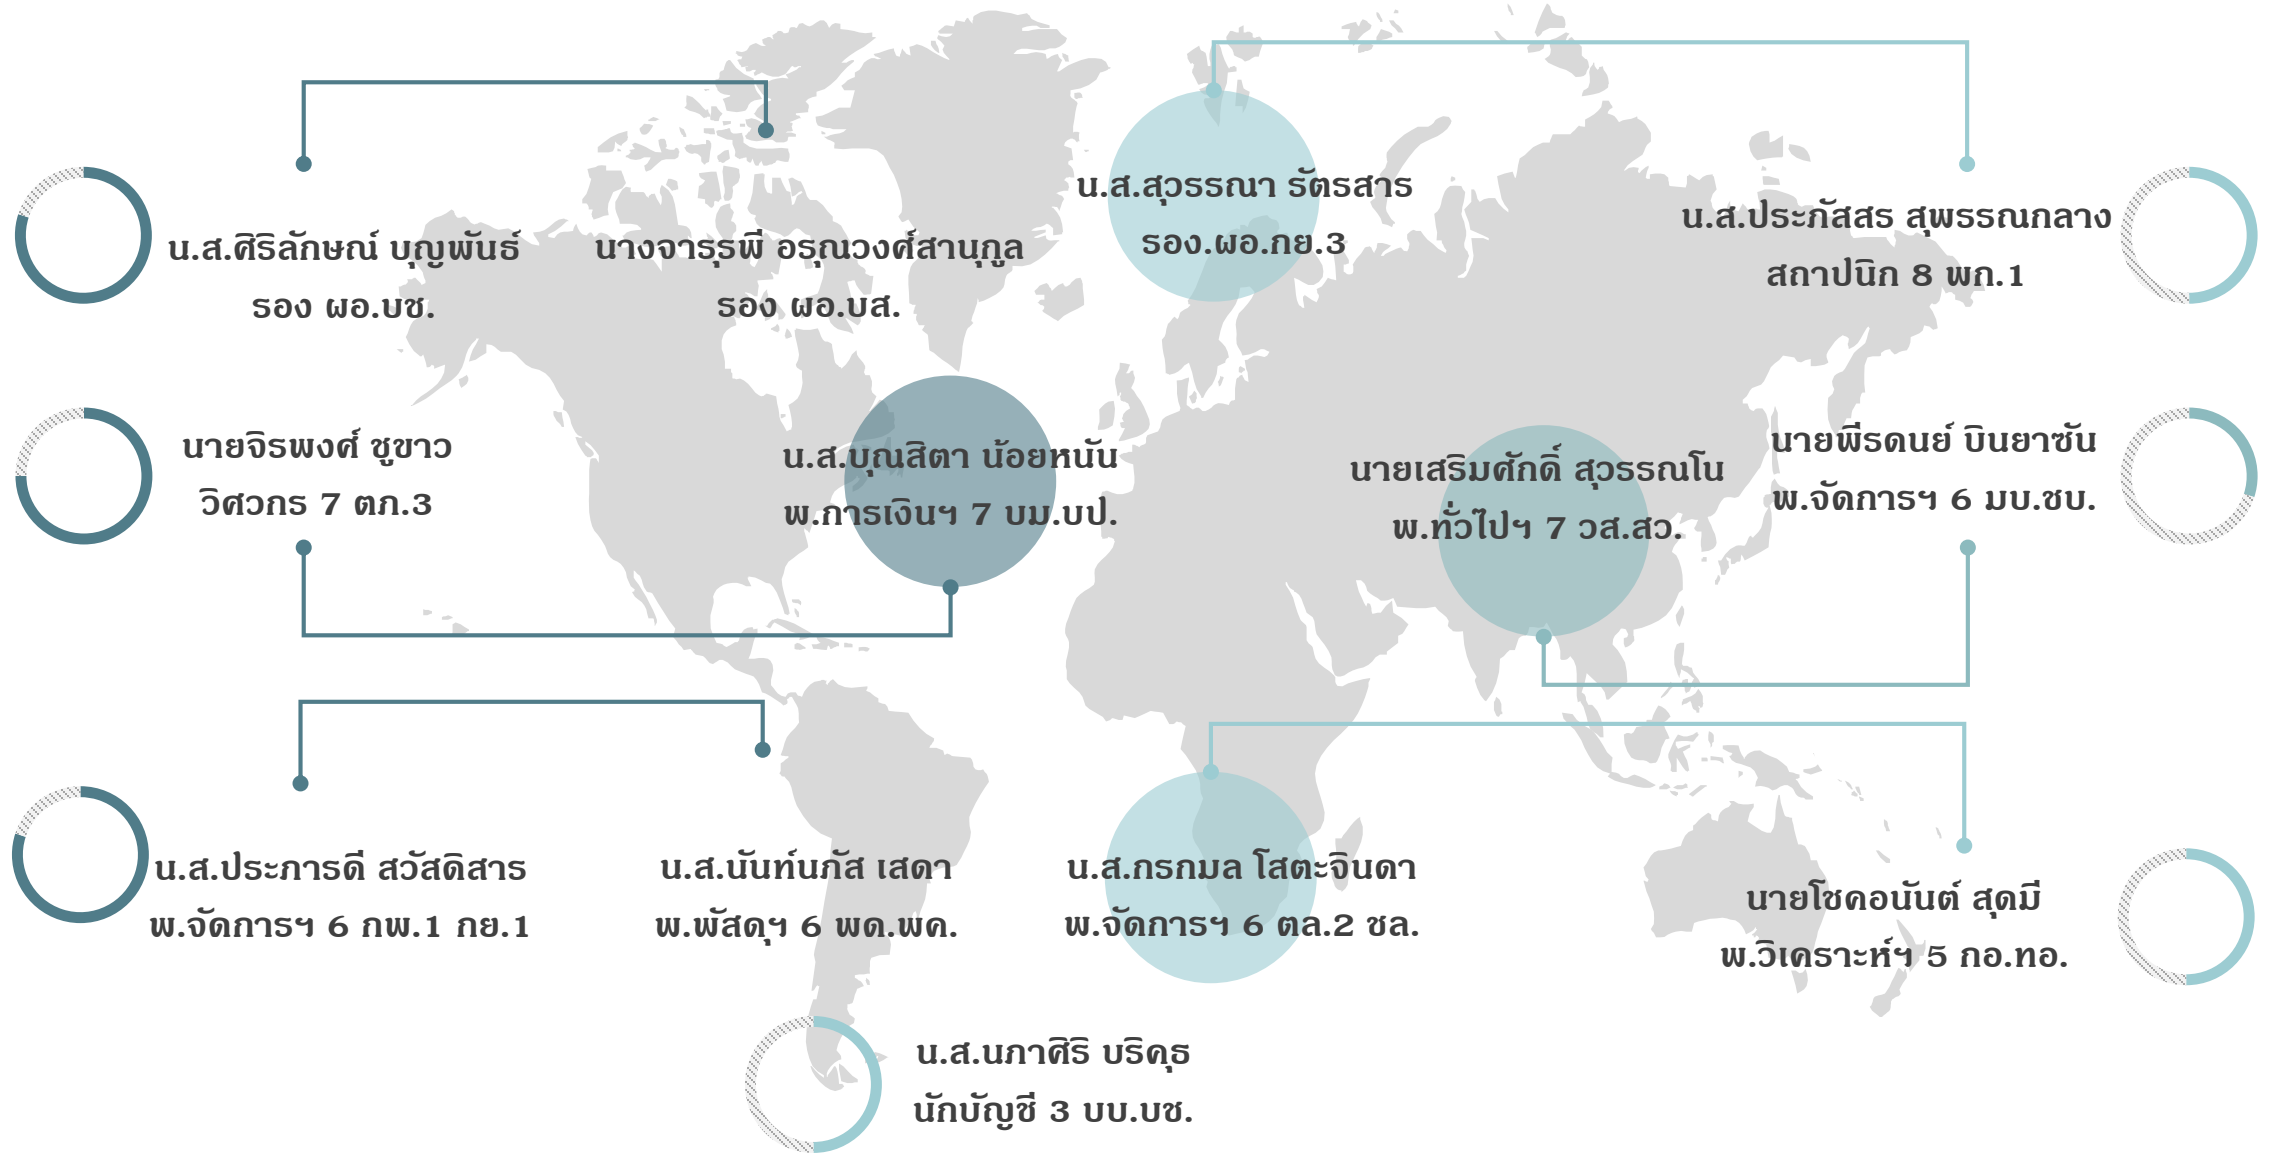 น.ส.ศิริลักษณ์ บุญพันธ์
รอง ผอ.บช.
นางจารุรพี อรุณวงศ์สานุกูล
รอง ผอ.บส.
น.ส.สุวรรณา รัตรสาร
รอง.ผอ.กย.3
น.ส.ประภัสสร สุพรรณกลาง
สถาปนิก 8 พก.1
นายจิรพงศ์ ชูขาว
วิศวกร 7 ตภ.3
น.ส.บุณสิตา น้อยหนัน
พ.การเงินฯ 7 บม.บป.
นายเสริมศักดิ์ สุวรรณโน
พ.ทั่วไปฯ 7 วส.สว.
นายพีรดนย์ บินยาซัน
พ.จัดการฯ 6 มบ.ชบ.
น.ส.ประภารดี สวัสดิสาร
พ.จัดการฯ 6 กพ.1 กย.1
น.ส.นันท์นภัส เสดา
พ.พัสดุฯ 6 พด.พค.
น.ส.กรกมล โสตะจินดา
พ.จัดการฯ 6 ตล.2 ชล.
นายโชคอนันต์ สุดมี
พ.วิเคราะห์ฯ 5 กอ.ทอ.
น.ส.นภาศิริ บริคุธ
นักบัญชี 3 บบ.บช.